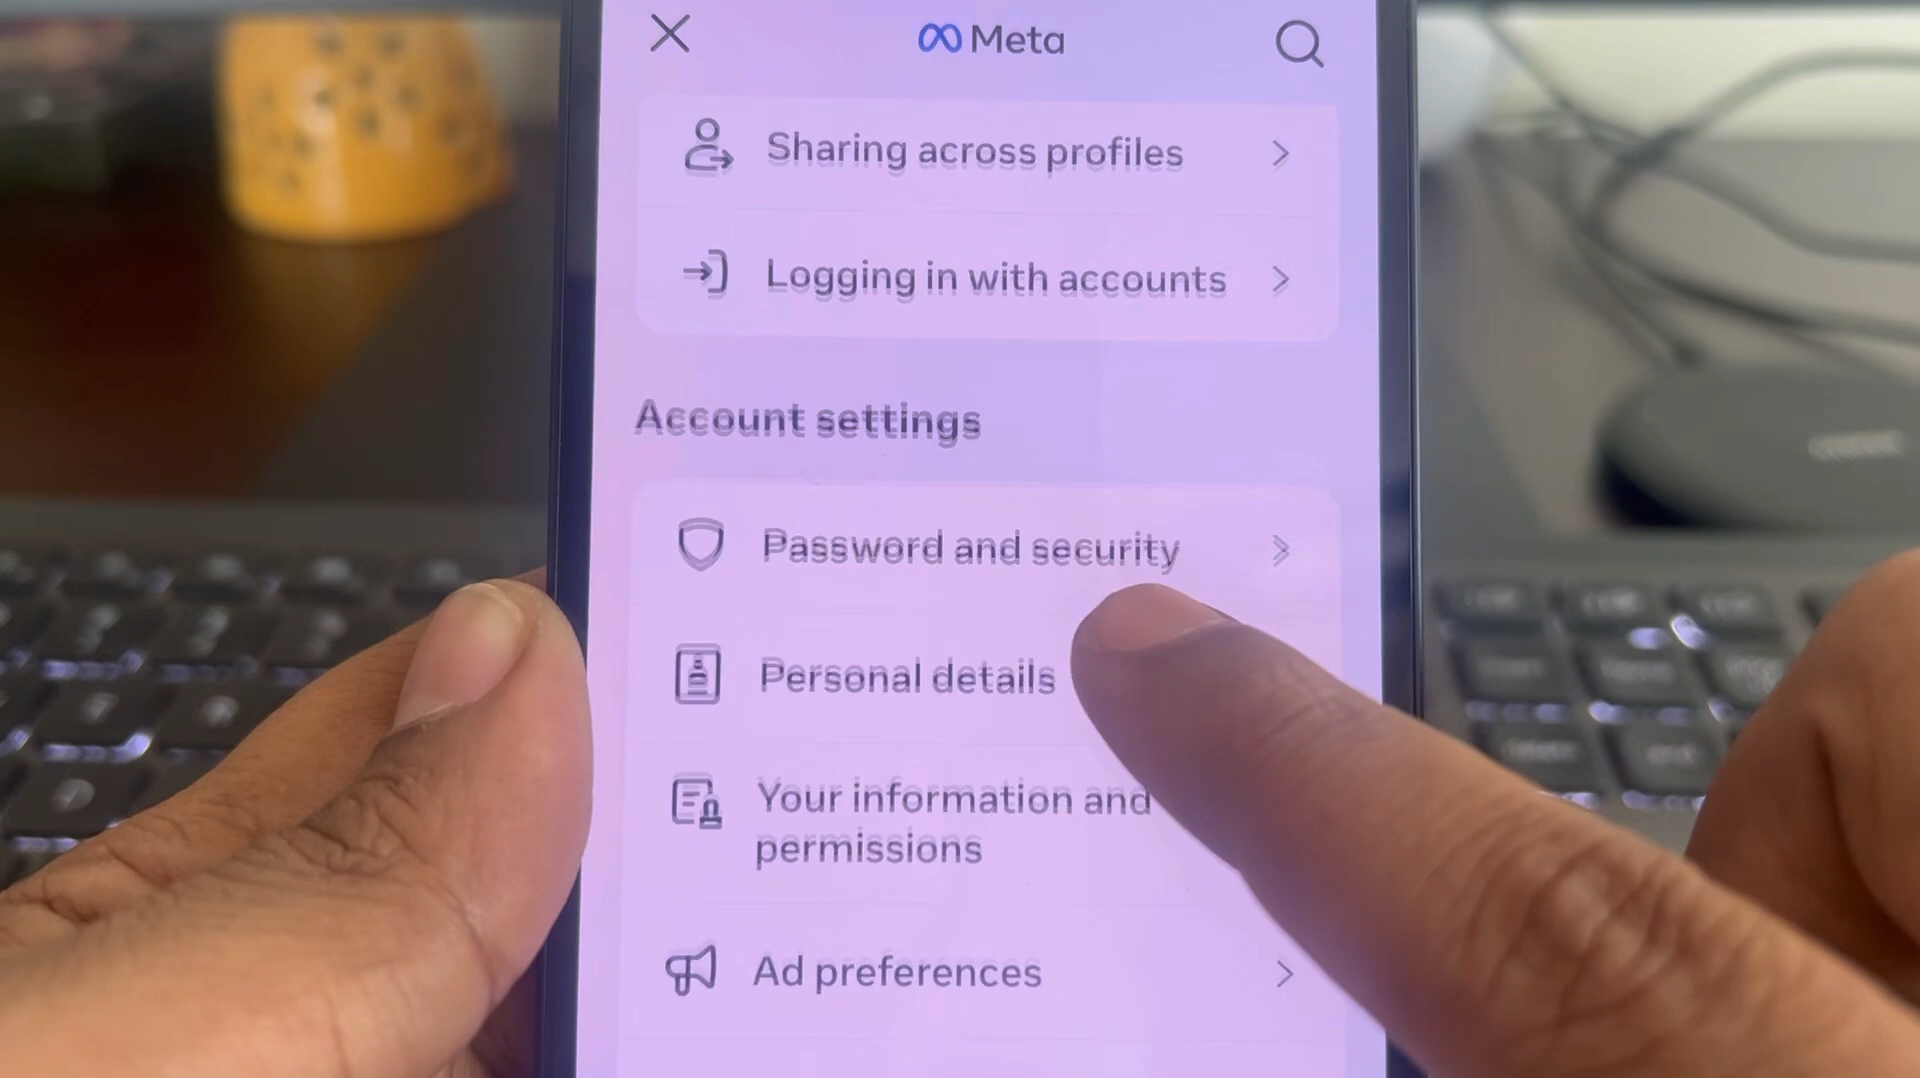 Meta
Sharing across profiles
Logging in with accounts
Account settings
Password and security
Personal details
Your information and
permissions
Ad preferences